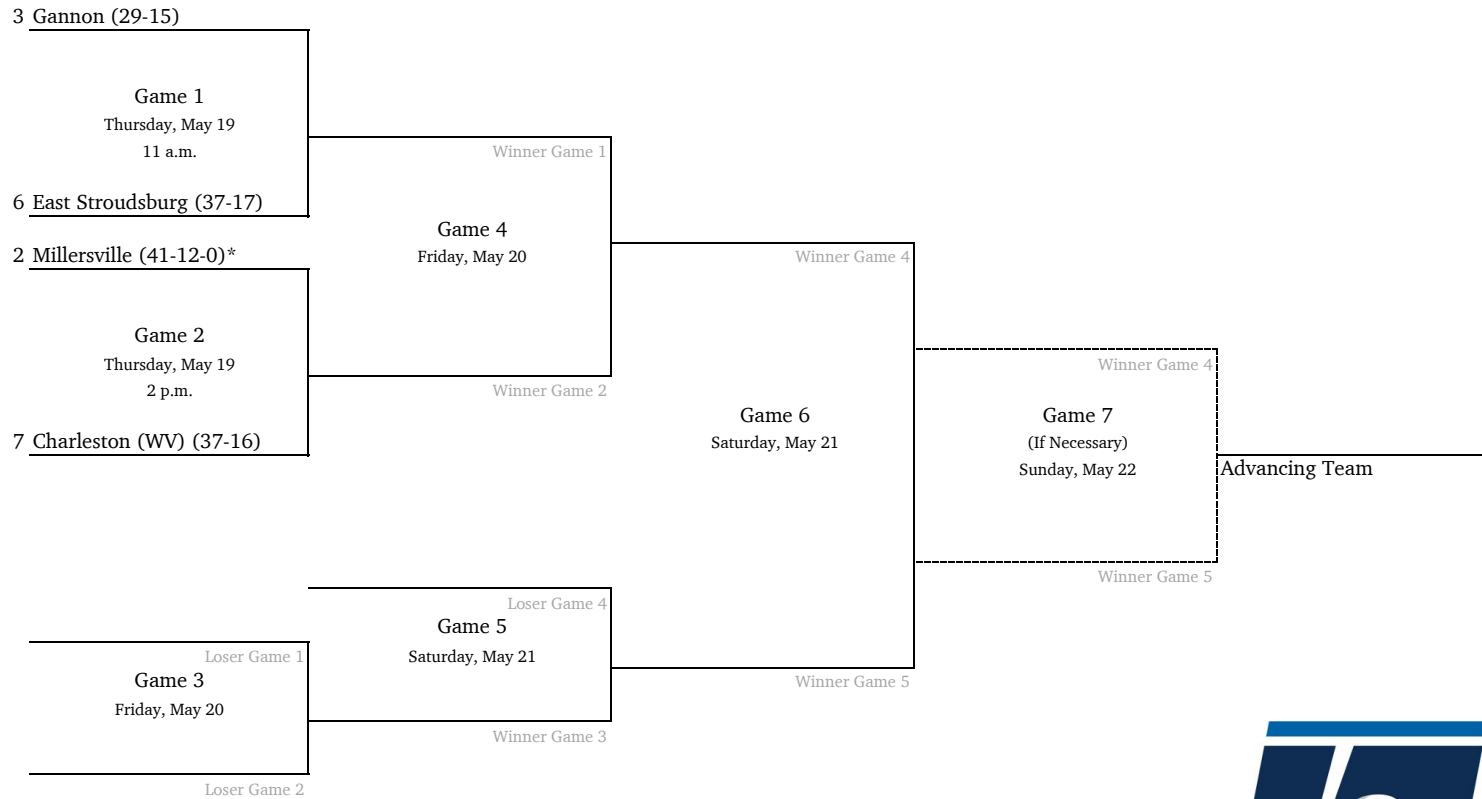 3 Gannon (29-15)
Game 1
Thursday, May 19
11 a.m.
6 East Stroudsburg (37-17)
Winner Game 1
2 Millersville (41-12-0)*
Game 2
Thursday, May 19
2 p.m.
7 Charleston (WV) (37-16)
Winner Game 2
Game 4
Friday, May 20
Winner Game 4
Game 6
Saturday, May 21
Loser Game 1
Game 3
Friday, May 20
Loser Game 2
Loser Game 4
Game 5
Saturday, May 21
Winner Game 3
Winner Game 5
Winner Game 4
Game 7
(If Necessary)
Sunday, May 22
Winner Game 5
Advancing Team